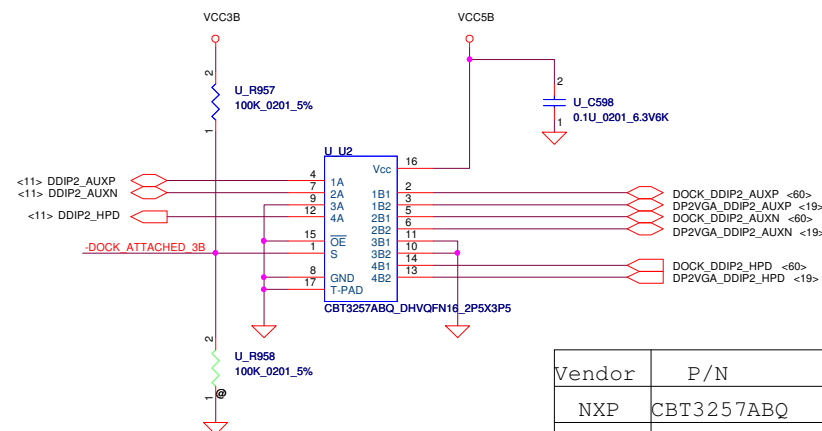 VCC3B
VCC5B
2
U_R957
100K_0201_5%
1
2
U_C598
0.1U_0201_6.3V6K
1
U_U2
16
Vcc
<11> DDIP2_AUXP
4
1A
<11> DDIP2_AUXN
7
2A
9
3A
<11> DDIP2_HPD
12
4A
15
OE
-DOCK_ATTACHED_3B
1
S
8
GND
17
T-PAD
1B1
2
DOCK_DDIP2_AUXP <60>
1B2
3
DP2VGA_DDIP2_AUXP <19>
2B1
5
DOCK_DDIP2_AUXN <60>
2B2
6
DP2VGA_DDIP2_AUXN <19>
3B1
11
3B2
10
4B1
14
DOCK_DDIP2_HPD <60>
4B2
13
DP2VGA_DDIP2_HPD <19>
CBT3257ABQ_DHVQFN16_2P5X3P5
2
U_R958
100K_0201_5%
1
@
Vendor P/N
NXP CBT3257ABQ